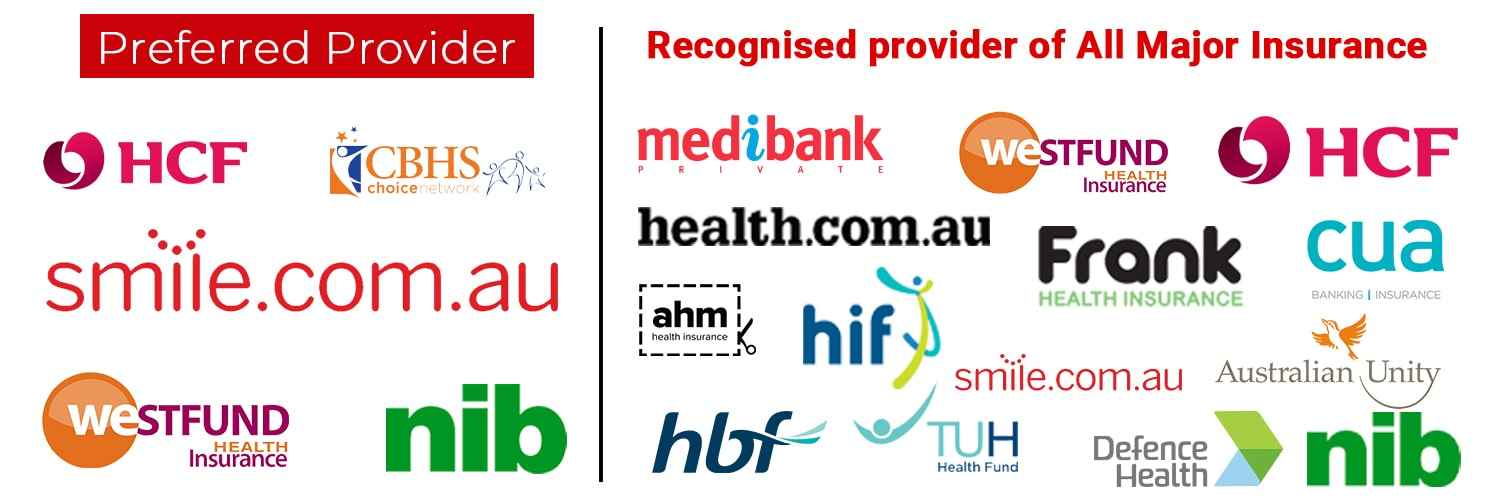 Preferred Provider
HCF
CBHS
choicenetwork
smile.com.au
weSTFUND
HEALTH
Insurance
nib
Recognised provider of All Major Insurance
medibank
PRIVATE
weSTFUND
HEALTH
Insurance
HCF
health.com.au
Frank
HEALTH INSURANCE
cua
BANKING | INSURANCE
ahm
health insurance
hif
smile.com.au
Australian Unity
hbf
TUH
Health Fund
Defence
Health
nib